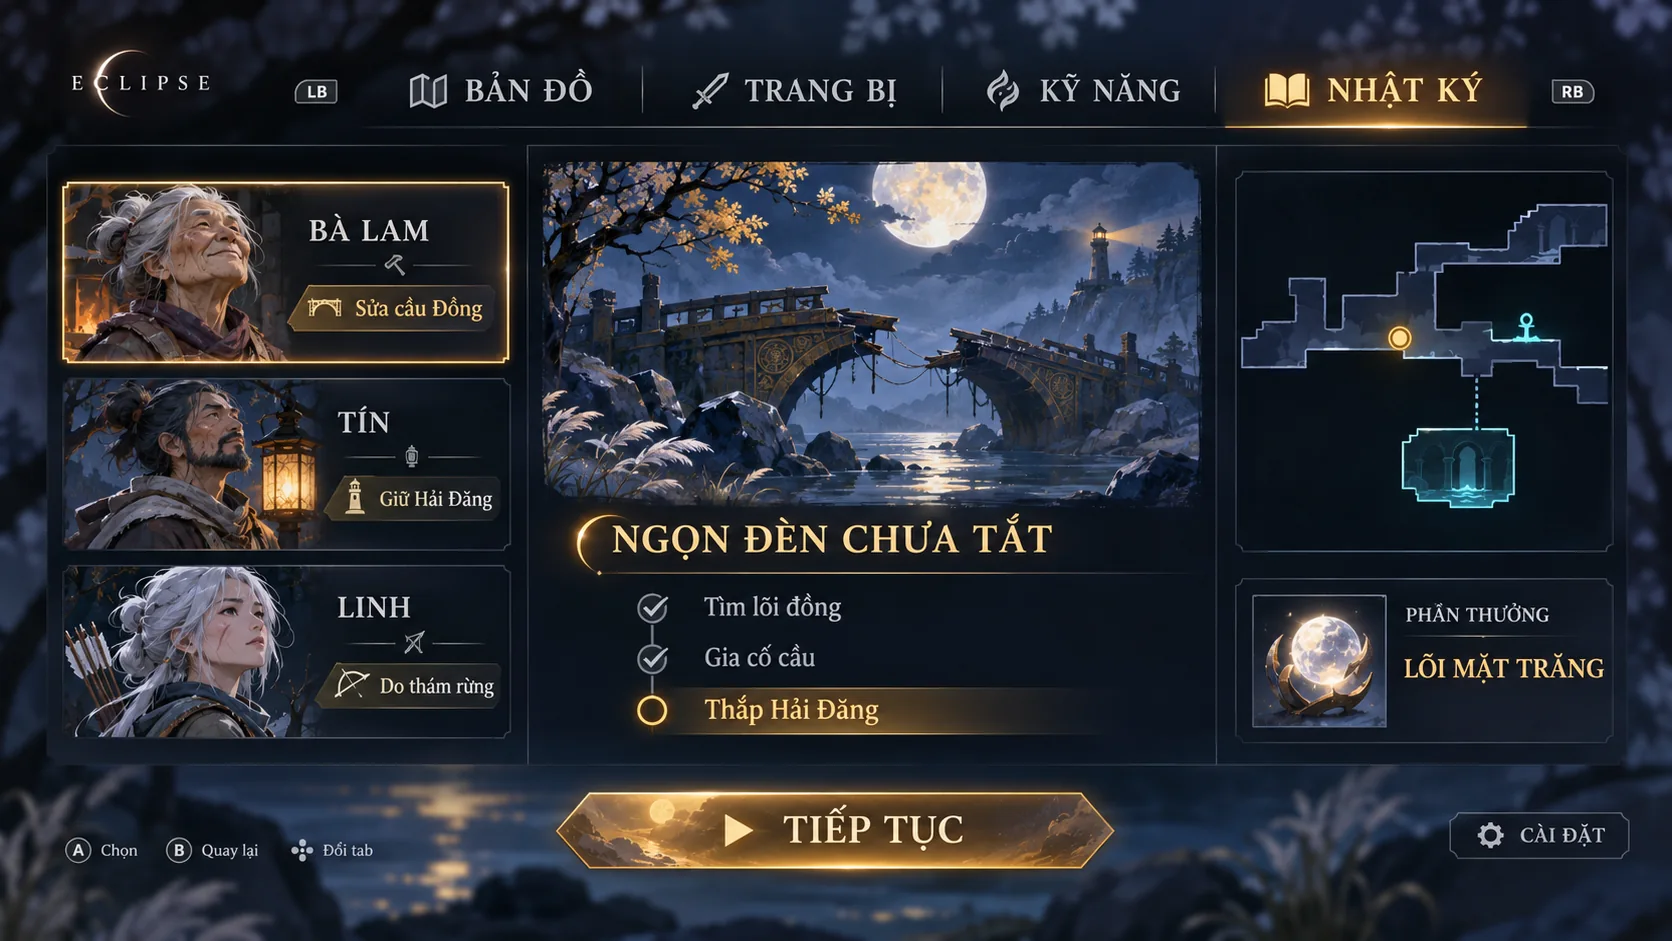 ECLIPSE
LB
BẢN ĐỒ
TRANG BỊ
KỸ NĂNG
NHẬT KÝ
RB
BÀ LAM
Sửa cầu Đồng
TÍN
Giữ Hải Đăng
LINH
Do thám rừng
NGỌN ĐÈN CHƯA TẮT
Tìm lõi đồng
Gia cố cầu
Thắp Hải Đăng
PHẦN THƯỞNG
LÕI MẶT TRĂNG
TIẾP TỤC
A Chọn
B Quay lại
Đổi tab
CÀI ĐẶT